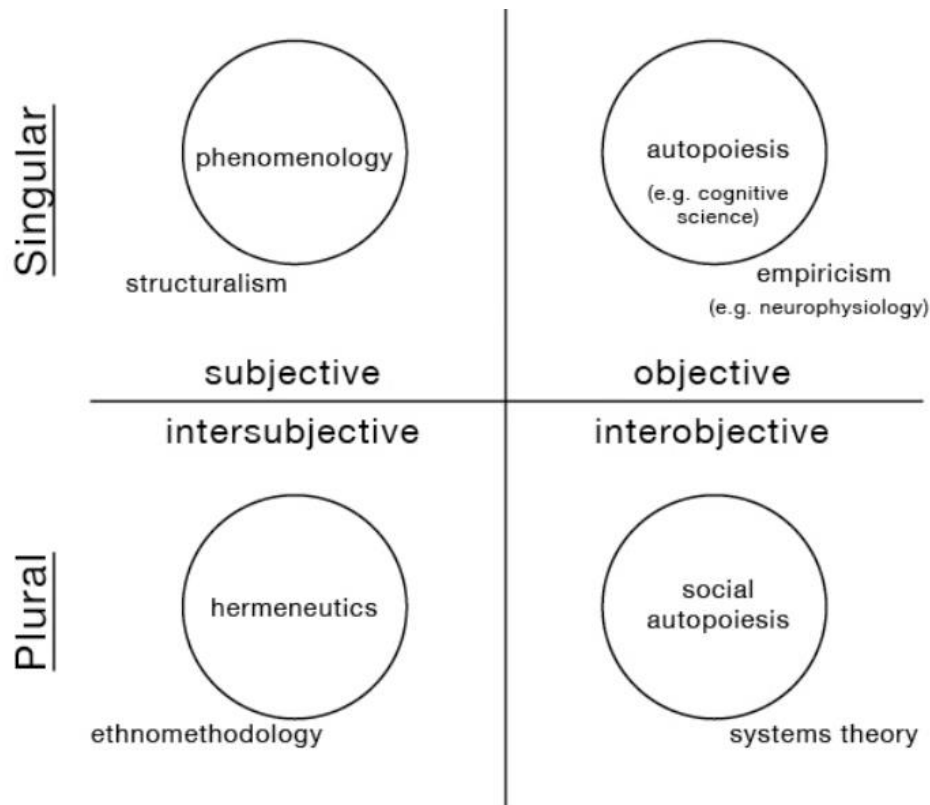 Singular
phenomenology
structuralism
subjective
autopoiesis
(e.g. cognitive
science)
empiricism
(e.g. neurophysiology)
objective
Plural
intersubjective
hermeneutics
ethnomethodology
interobjective
social
autopoiesis
systems theory